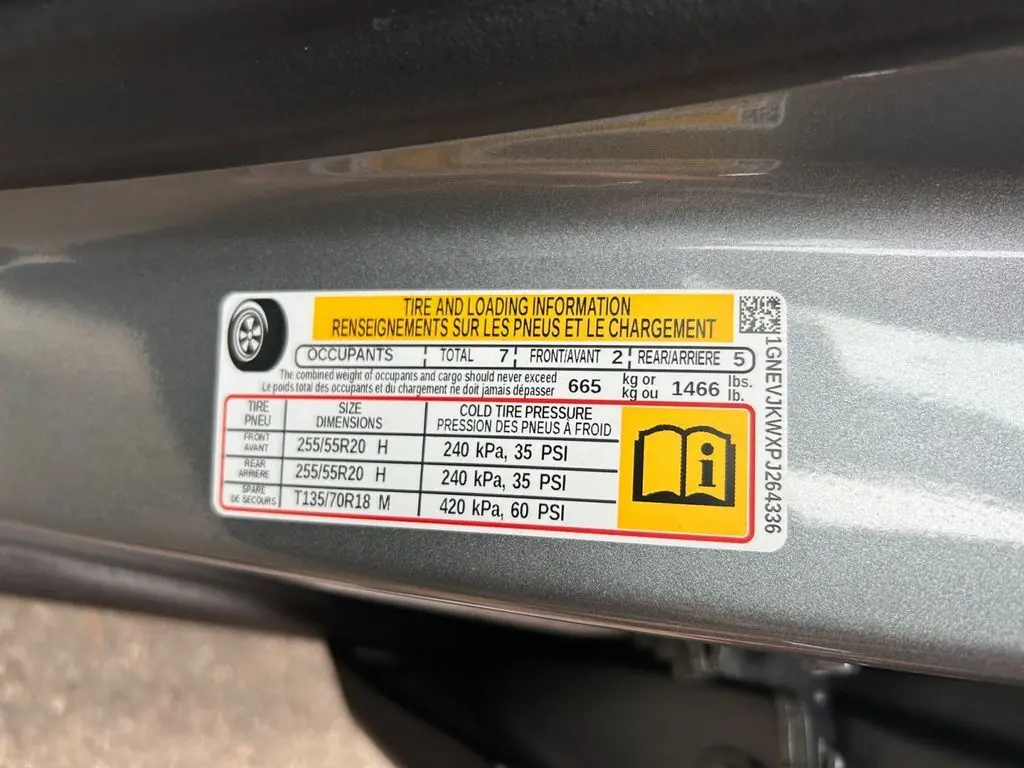 TIRE AND LOADING INFORMATION
RENSEIGNEMENTS SUR LES PNEUS ET LE CHARGEMENT
OCCUPANTS TOTAL 7 FRONT/AVANT 2 REAR/ARRIERE 5
The combined weight of occupants and cargo should never exceed 665 kg or 1466 lbs.
Le poids total des occupants et du chargement ne doit jamais dépasser kg ou lb.
TIRE SIZE COLD TIRE PRESSURE
PNEU DIMENSIONS PRESSION DES PNEUS À FROID
FRONT
AVANT 255/55R20 H 240 kPa, 35 PSI
REAR
ARRIERE 255/55R20 H 240 kPa, 35 PSI
SPARE
DE SECOURS T135/70R18 M 420 kPa, 60 PSI
i
1GNEVJKWXPJ264336